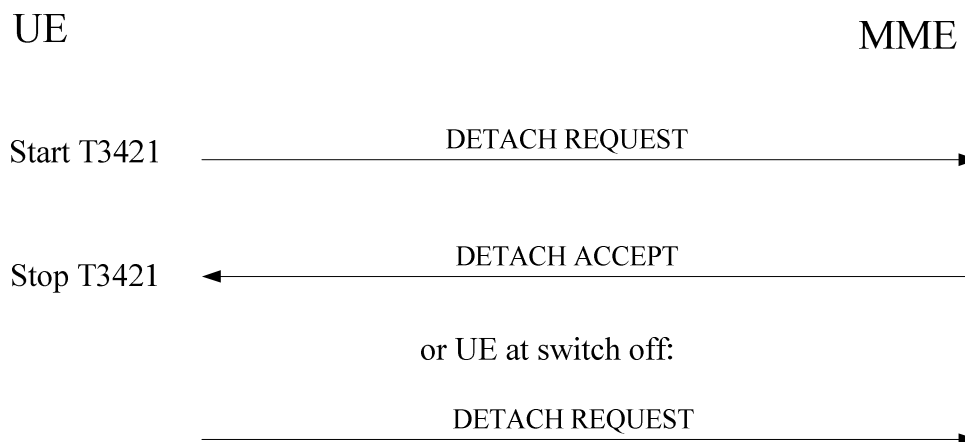 UE
MME
Start T3421
DETACH REQUEST
Stop T3421
DETACH ACCEPT
or UE at switch off:
DETACH REQUEST